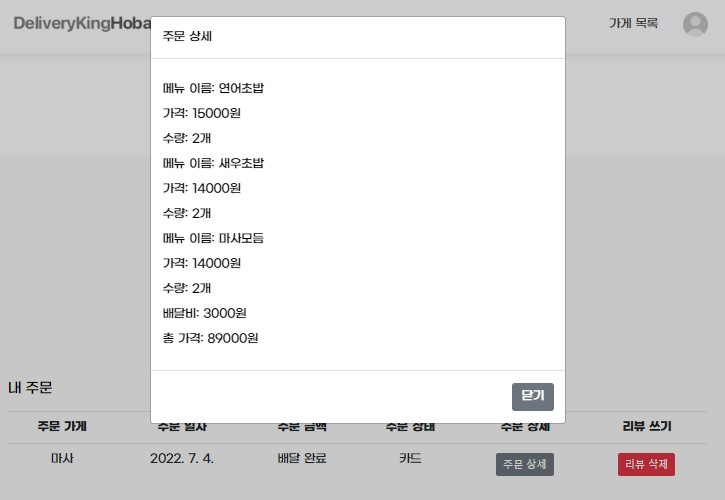 DeliveryKingHoba
가게 목록
주문 상세
메뉴 이름: 연어초밥
가격: 15000원
수량: 2개
메뉴 이름: 새우초밥
가격: 14000원
수량: 2개
메뉴 이름: 마사모듬
가격: 14000원
수량: 2개
배달비: 3000원
총 가격: 89000원
닫기
내 주문
주문 가게 주문 일자 주문 금액 주문 상태 주문 상세 리뷰 쓰기
마사 2022. 7. 4. 배달 완료 카드 주문 상세 리뷰 삭제